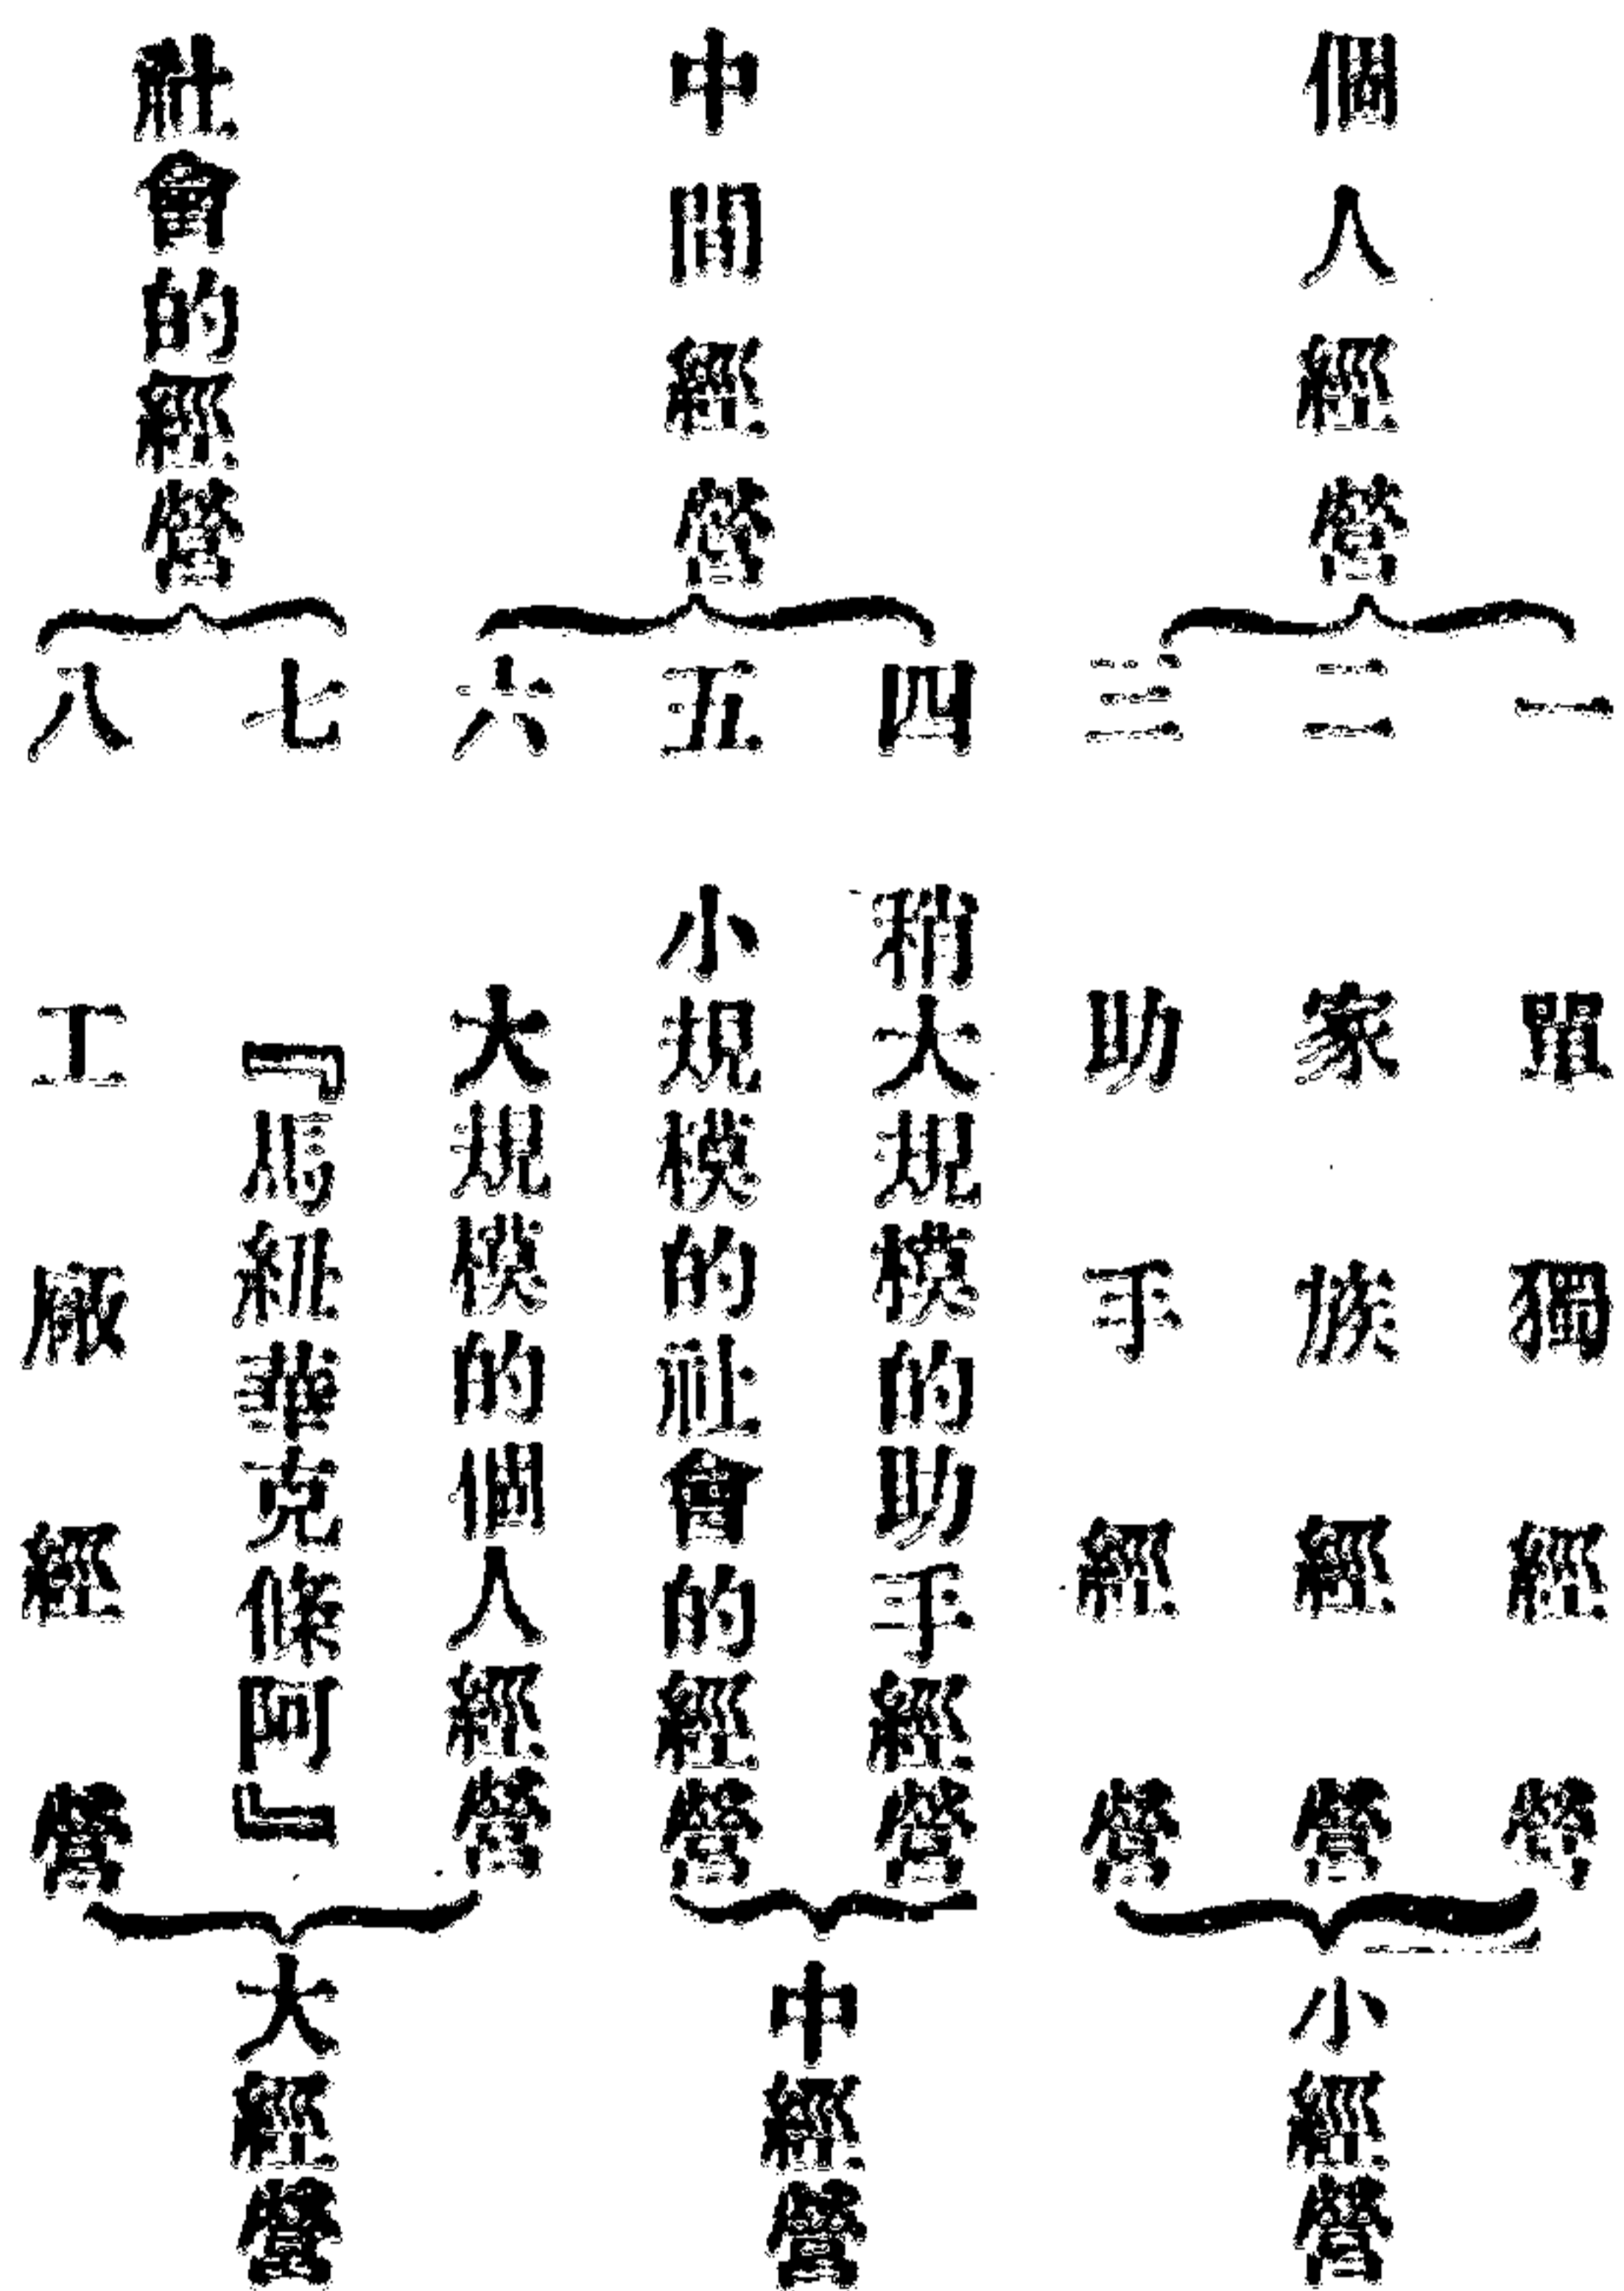 個人經營
中間經營
社會的經營
一 單獨經營
二 家族經營
三 助手經營
四 稍大規模的助手經營
五 小規模的社會的經營
六 大規模的個人經營
七 『馬紐華克條阿』
八 工廠經營
小經營
中經營
大經營